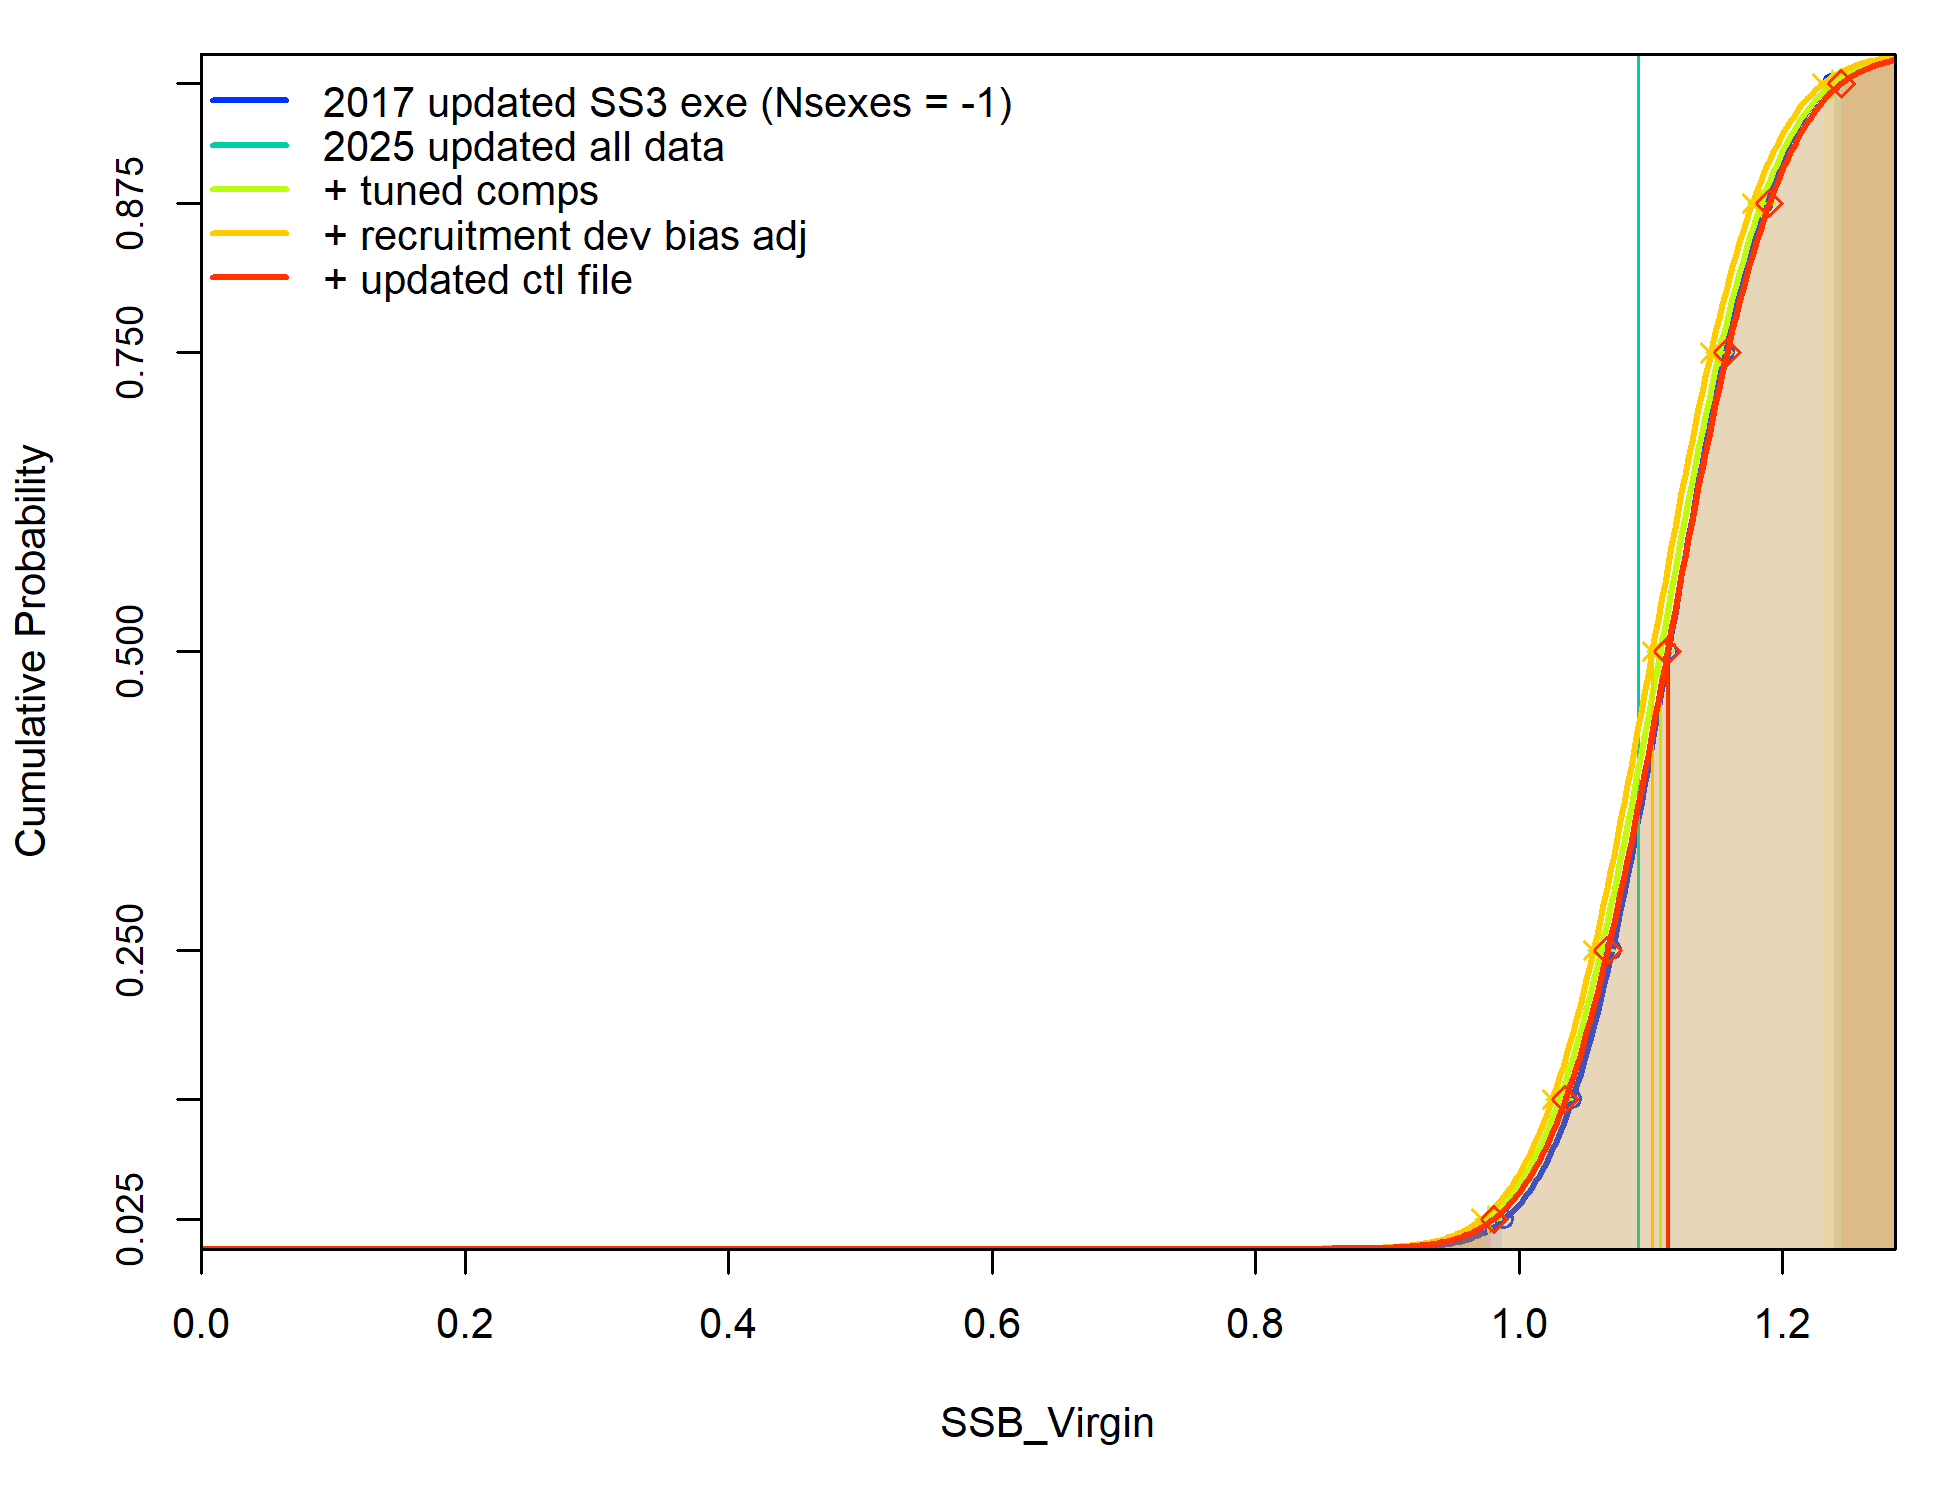 2017 updated SS3 exe (Nsexes = -1)
2025 updated all data
+ tuned comps
+ recruitment dev bias adj
+ updated ctl file
Cumulative Probability
0.875
0.750
0.500
0.250
0.025
0.0 0.2 0.4 0.6 0.8 1.0 1.2
SSB_Virgin